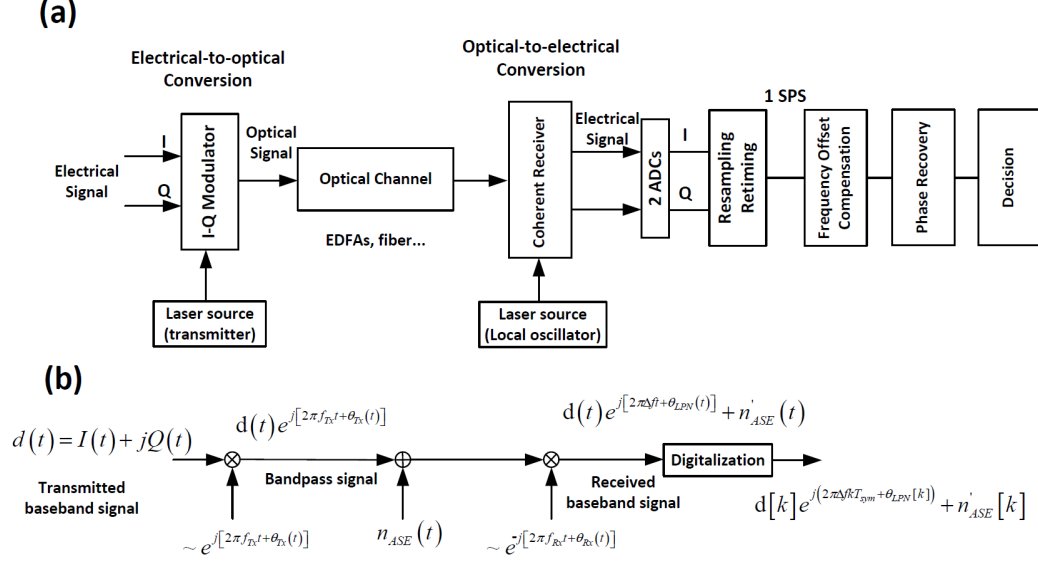 (a)
Electrical-to-optical
Conversion
Optical-to-electrical
Conversion
1 SPS
Electrical
Signal
I
Q
I-Q Modulator
Optical
Signal
Optical Channel
EDFAs, fiber...
Coherent Receiver
Electrical
Signal
2 ADCs
I
Q
Resampling
Retiming
Frequency Offset
Compensation
Phase Recovery
Decision
Laser source
(transmitter)
Laser source
(Local oscillator)
(b)
d(t) = I(t) + jQ(t)
Transmitted
baseband signal
d(t)e^{j[2πf_{Tx}t+θ_{Tx}(t)]}
Bandpass signal
d(t)e^{j[2πΔft+θ_{LPN}(t)]} + n'_{ASE}(t)
Received
baseband signal
Digitalization
d[k]e^{j(2πΔfkT_{sym}+θ_{LPN}[k])} + n'_{ASE}[k]
~ e^{j[2πf_{Tx}t+θ_{Tx}(t)]}
n_{ASE}(t)
~ e^{-j[2πf_{Rx}t+θ_{Rx}(t)]}